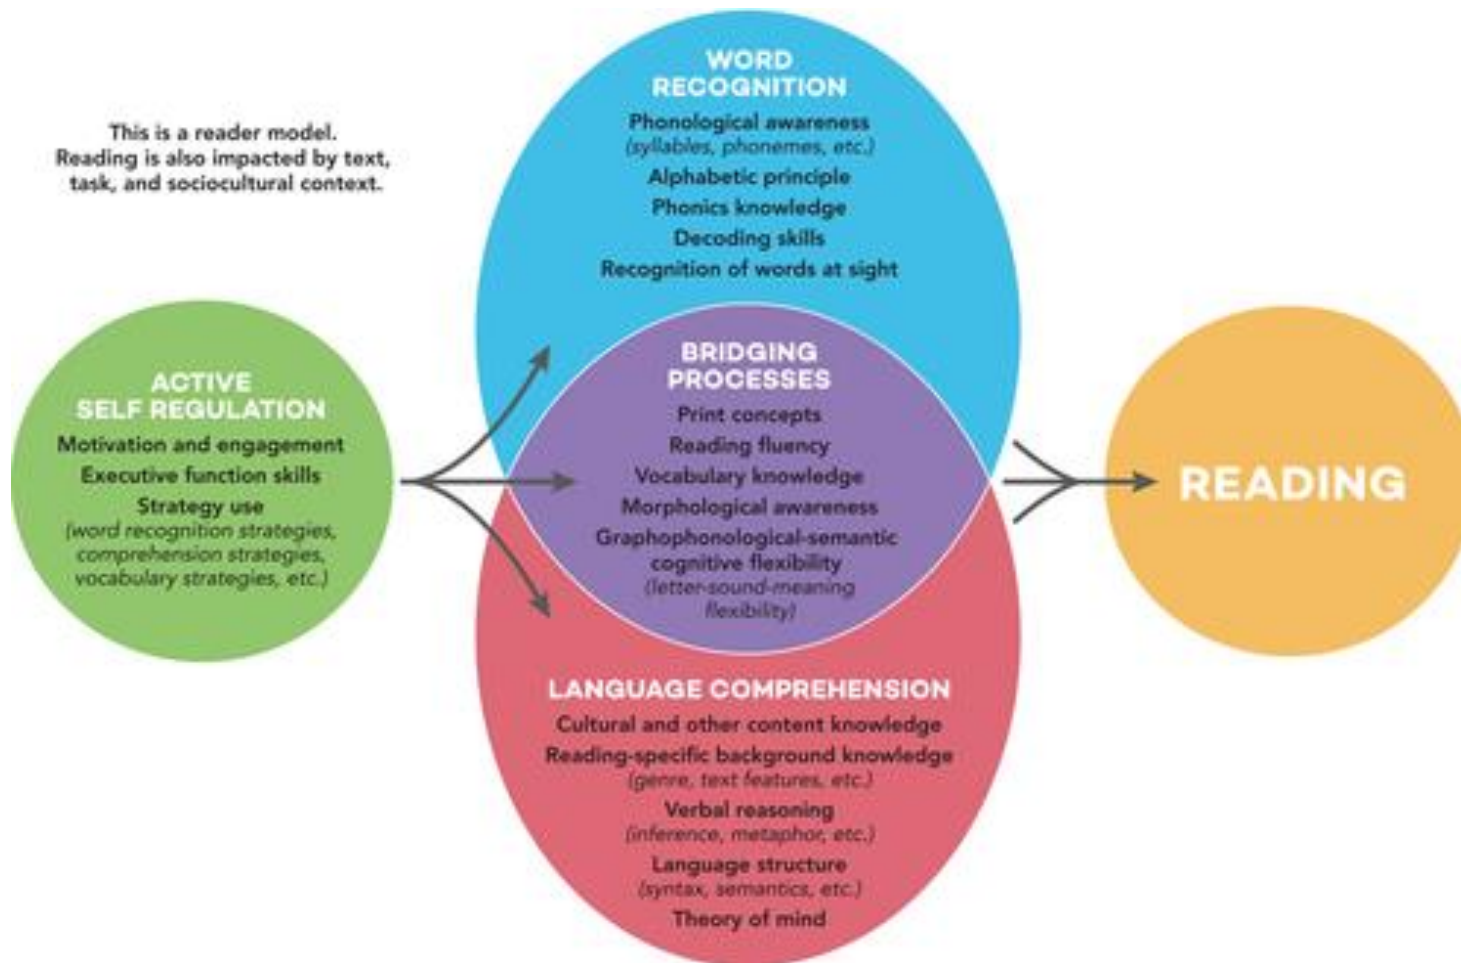 This is a reader model.
Reading is also impacted by text,
task, and sociocultural context.
ACTIVE
SELF REGULATION
Motivation and engagement
Executive function skills
Strategy use
(word recognition strategies,
comprehension strategies,
vocabulary strategies, etc.)
WORD
RECOGNITION
Phonological awareness
(syllables, phonemes, etc.)
Alphabetic principle
Phonics knowledge
Decoding skills
Recognition of words at sight
BRIDGING
PROCESSES
Print concepts
Reading fluency
Vocabulary knowledge
Morphological awareness
Graphophonological-semantic
cognitive flexibility
(letter-sound-meaning
flexibility)
LANGUAGE COMPREHENSION
Cultural and other content knowledge
Reading-specific background knowledge
(genre, text features, etc.)
Verbal reasoning
(inference, metaphor, etc.)
Language structure
(syntax, semantics, etc.)
Theory of mind
READING